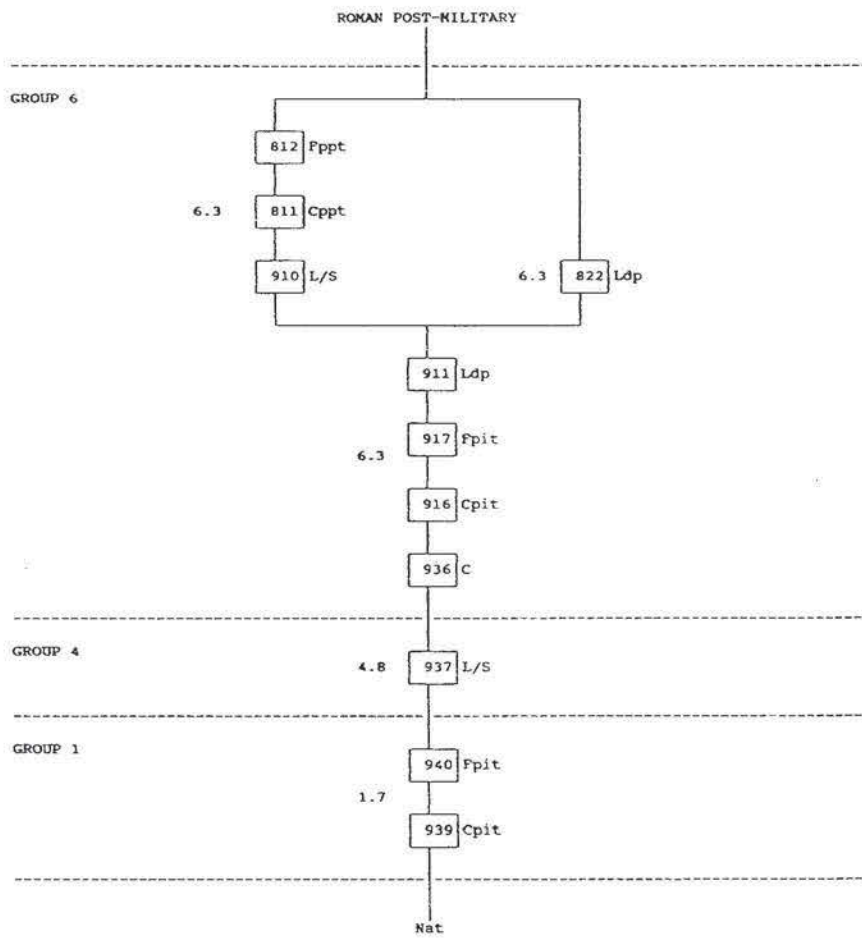 ROMAN POST-MILITARY
GROUP 6
812 Fppt
6.3 811 Cppt
910 L/S 6.3 822 Ldp
911 Ldp
917 Fpit
6.3
916 Cpit
936 C
GROUP 4
4.8 937 L/S
GROUP 1
940 Fpit
1.7
939 Cpit
Nat